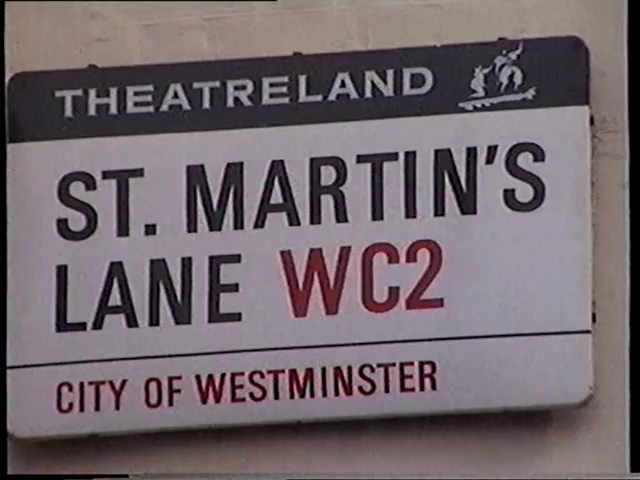 THEATRELAND
ST. MARTIN'S
LANE WC2
CITY OF WESTMINSTER